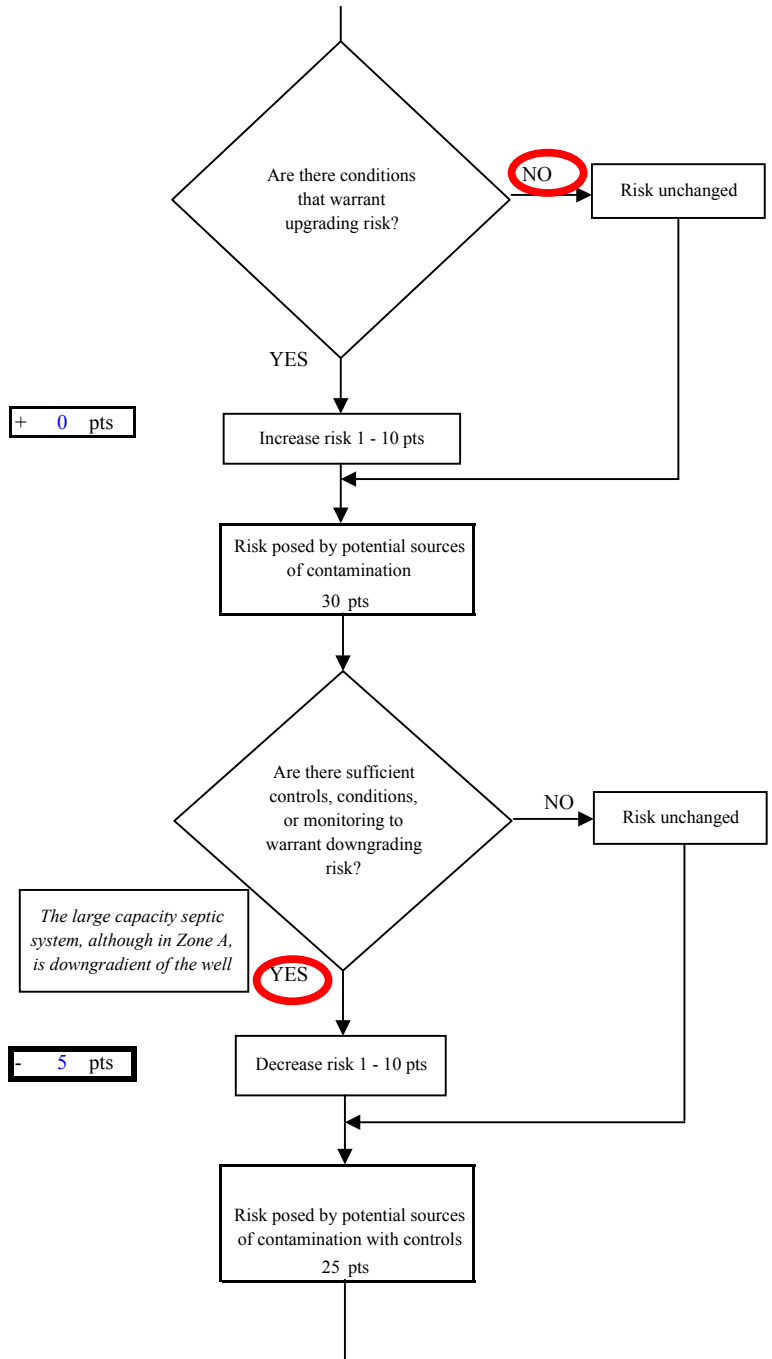 Are there conditions
that warrant
upgrading risk?
NO
Risk unchanged
YES
+ 0 pts
Increase risk 1 - 10 pts
Risk posed by potential sources
of contamination
30 pts
Are there sufficient
controls, conditions,
or monitoring to
warrant downgrading
risk?
NO
Risk unchanged
The large capacity septic
system, although in Zone A,
is downgradient of the well
YES
- 5 pts
Decrease risk 1 - 10 pts
Risk posed by potential sources
of contamination with controls
25 pts